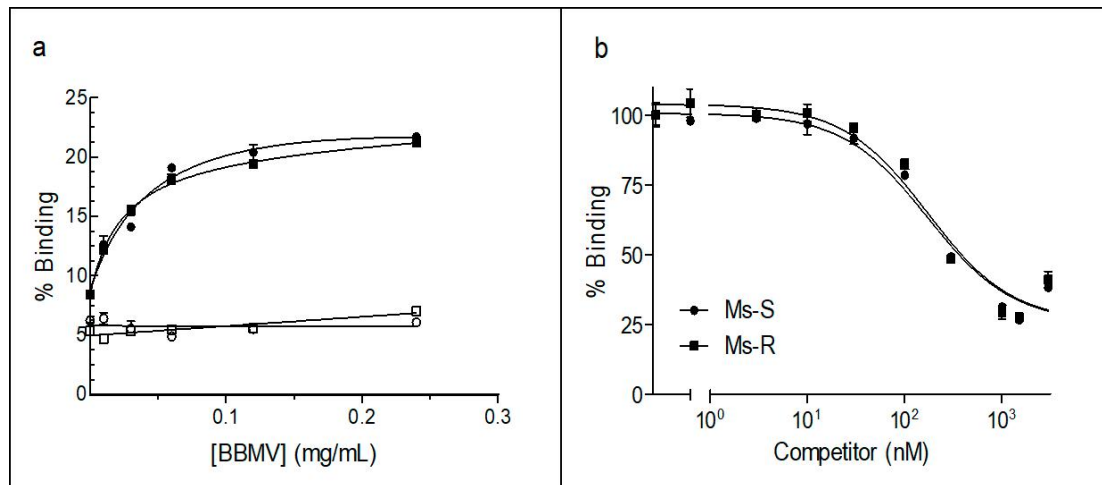 a
25
20
15
10
5
0
% Binding
0.1 0.2 0.3
[BBMV] (mg/mL)
b
100
75
50
25
0
% Binding
Ms-S
Ms-R
10⁰ 10¹ 10² 10³
Competitor (nM)